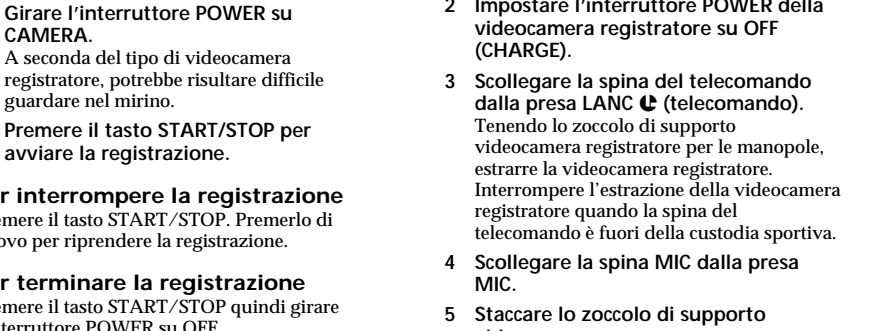 Girare l'interruttore POWER su
CAMERA.
A seconda del tipo di videocamera
registratore, potrebbe risultare difficile
guardare nel mirino.
Premere il tasto START/STOP per
avviare la registrazione.
r interrompere la registrazione
emere il tasto START/STOP. Premerlo di
ovo per riprendere la registrazione.
r terminare la registrazione
emere il tasto START/STOP quindi girare
nterruttore POWER su OFF
2 Impostare l'interruttore POWER della
videocamera registratore su OFF
(CHARGE).
3 Scollegare la spina del telecomando
dalla presa LANC (telecomando).
Tenendo lo zoccolo di supporto
videocamera registratore per le manopole,
estrarre la videocamera registratore.
Interrompere l'estrazione della videocamera
registratore quando la spina del
telecomando è fuori della custodia sportiva.
4 Scollegare la spina MIC dalla presa
MIC.
5 Staccare lo zoccolo di supporto